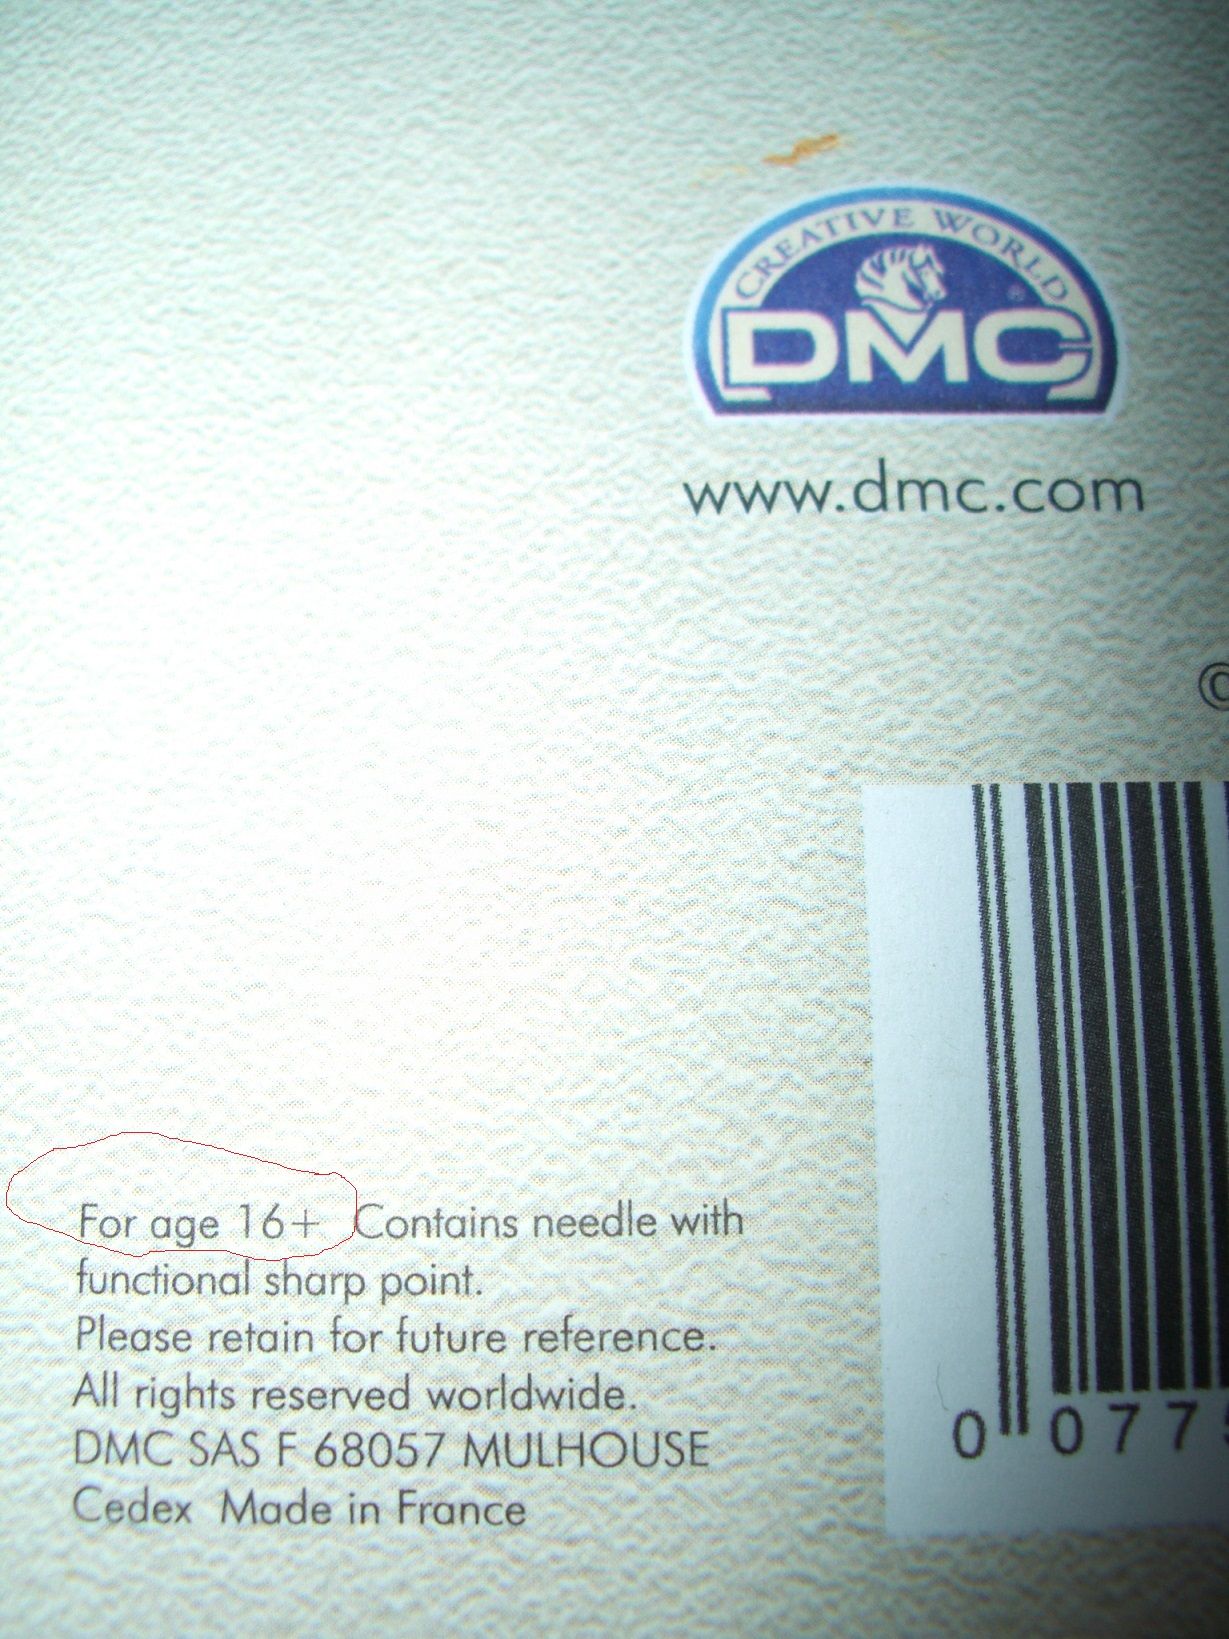 CREATIVE WORLD
DMC
®
www.dmc.com
©
For age 16+ Contains needle with
functional sharp point.
Please retain for future reference.
All rights reserved worldwide.
DMC SAS F 68057 MULHOUSE
Cedex Made in France
0 077